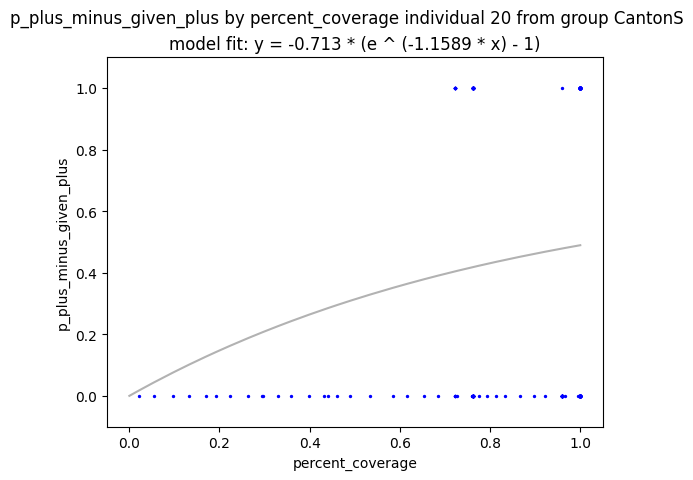 p_plus_minus_given_plus by percent_coverage individual 20 from group CantonS
model fit: y = -0.713 * (e ^ (-1.1589 * x) - 1)
1.0
0.8
0.6
0.4
0.2
0.0
p_plus_minus_given_plus
0.0 0.2 0.4 0.6 0.8 1.0
percent_coverage